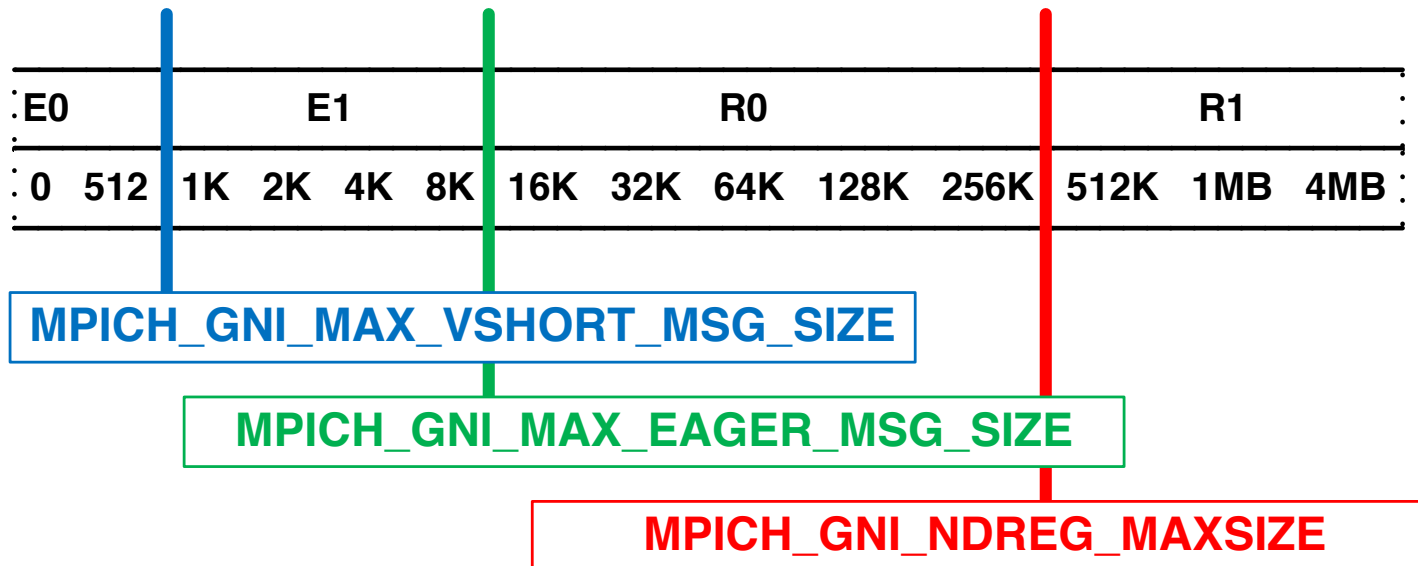 E0 E1 R0 R1
0 512 1K 2K 4K 8K 16K 32K 64K 128K 256K 512K 1MB 4MB
MPICH_GNI_MAX_VSHORT_MSG_SIZE
MPICH_GNI_MAX_EAGER_MSG_SIZE
MPICH_GNI_NDREG_MAXSIZE